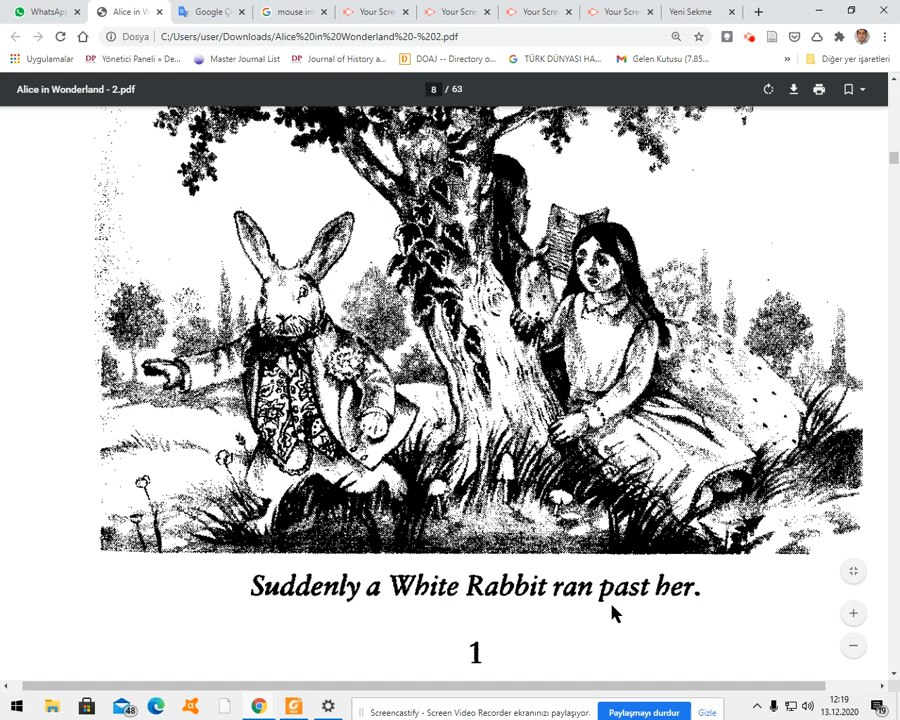 WhatsApp
Alice in W
Google Ç
mouse im
Your Scre
Your Scre
Your Scre
Your Scre
Yeni Sekme
Dosya
C:/Users/user/Downloads/Alice%20in%20Wonderland%20-%202.pdf
Uygulamalar
DP Yönetici Paneli » De...
Master Journal List
DP Journal of History a...
D DOAJ -- Directory o...
G TÜRK DÜNYASI HA...
Gelen Kutusu (7.85...
»
Diğer yer işaretleri
Alice in Wonderland - 2.pdf
8 / 63
Suddenly a White Rabbit ran past her.
1
48
Screencastify - Screen Video Recorder ekranınızı paylaşıyor.
Paylaşmayı durdur
Gizle
12:19
13.12.2020
19